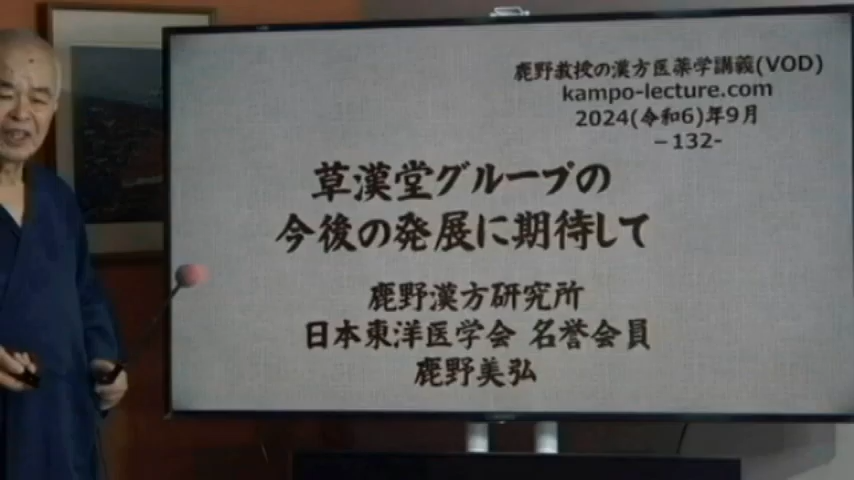 鹿野教授の漢方医薬学講義(VOD)
kampo-lecture.com
2024(令和6)年9月
－132-
草漢堂グループの
今後の発展に期待して
鹿野漢方研究所
日本東洋医学会 名誉会員
鹿野美弘